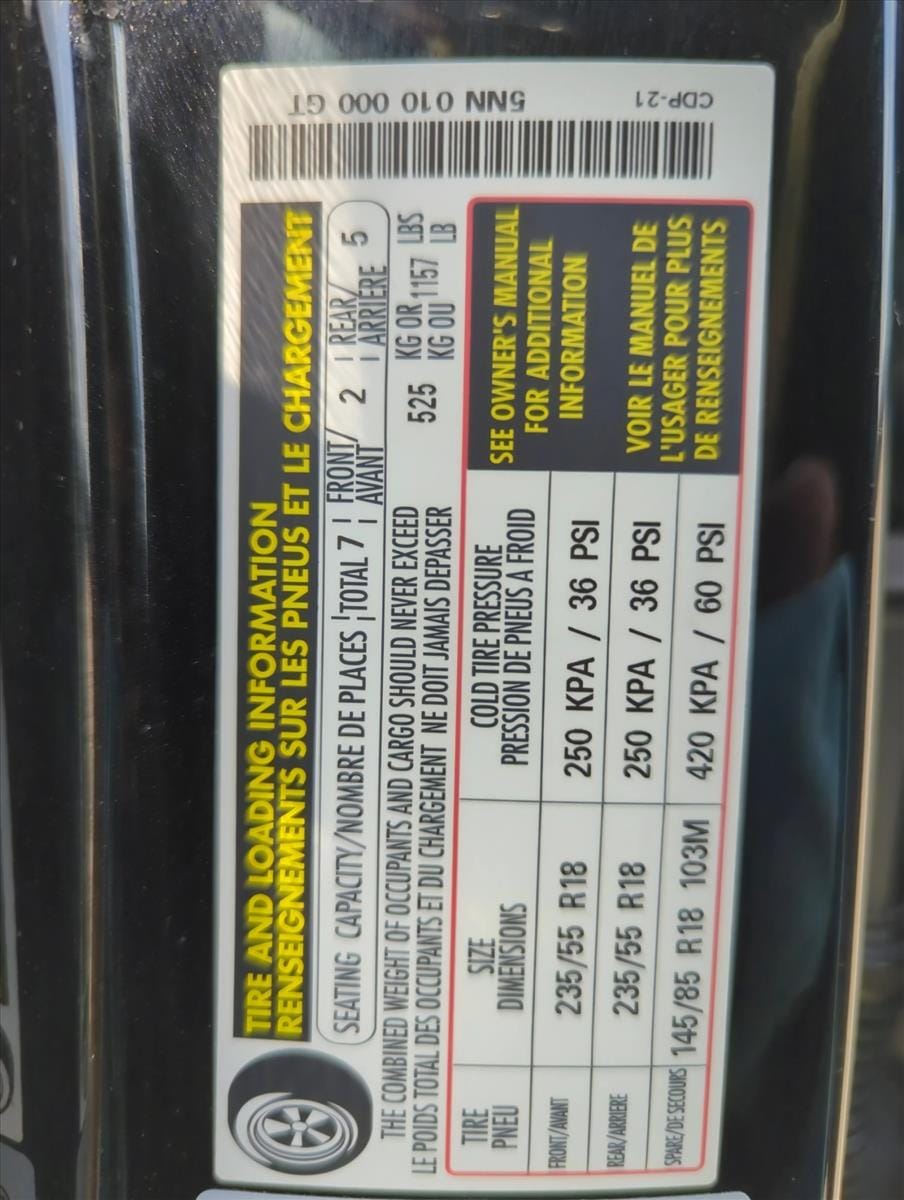 TIRE AND LOADING INFORMATION
RENSEIGNEMENTS SUR LES PNEUS ET LE CHARGEMENT
SEATING CAPACITY/NOMBRE DE PLACES TOTAL 7 FRONT/ AVANT 2 REAR/ ARRIÈRE 5
THE COMBINED WEIGHT OF OCCUPANTS AND CARGO SHOULD NEVER EXCEED 525 KG OR 1157 LBS
LE POIDS TOTAL DES OCCUPANTS ET DU CHARGEMENT NE DOIT JAMAIS DEPASSER KG OU LB
TIRE SIZE COLD TIRE PRESSURE
PNEU DIMENSIONS PRESSION DE PNEUS A FROID
FRONT/AVANT 235/55 R18 250 KPA / 36 PSI
REAR/ARRIERE 235/55 R18 250 KPA / 36 PSI
SPARE/DE SECOURS 145/85 R18 103M 420 KPA / 60 PSI
SEE OWNER'S MANUAL
FOR ADDITIONAL
INFORMATION
VOIR LE MANUEL DE
L'USAGER POUR PLUS
DE RENSEIGNEMENTS
5NN 010 000 GT
CDP-21